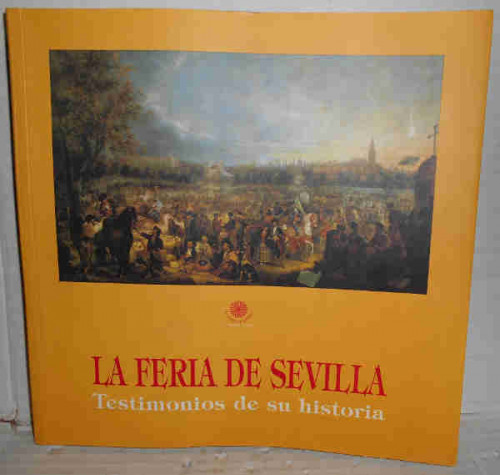 LA FERIA DE SEVILLA
Testimonios de su historia